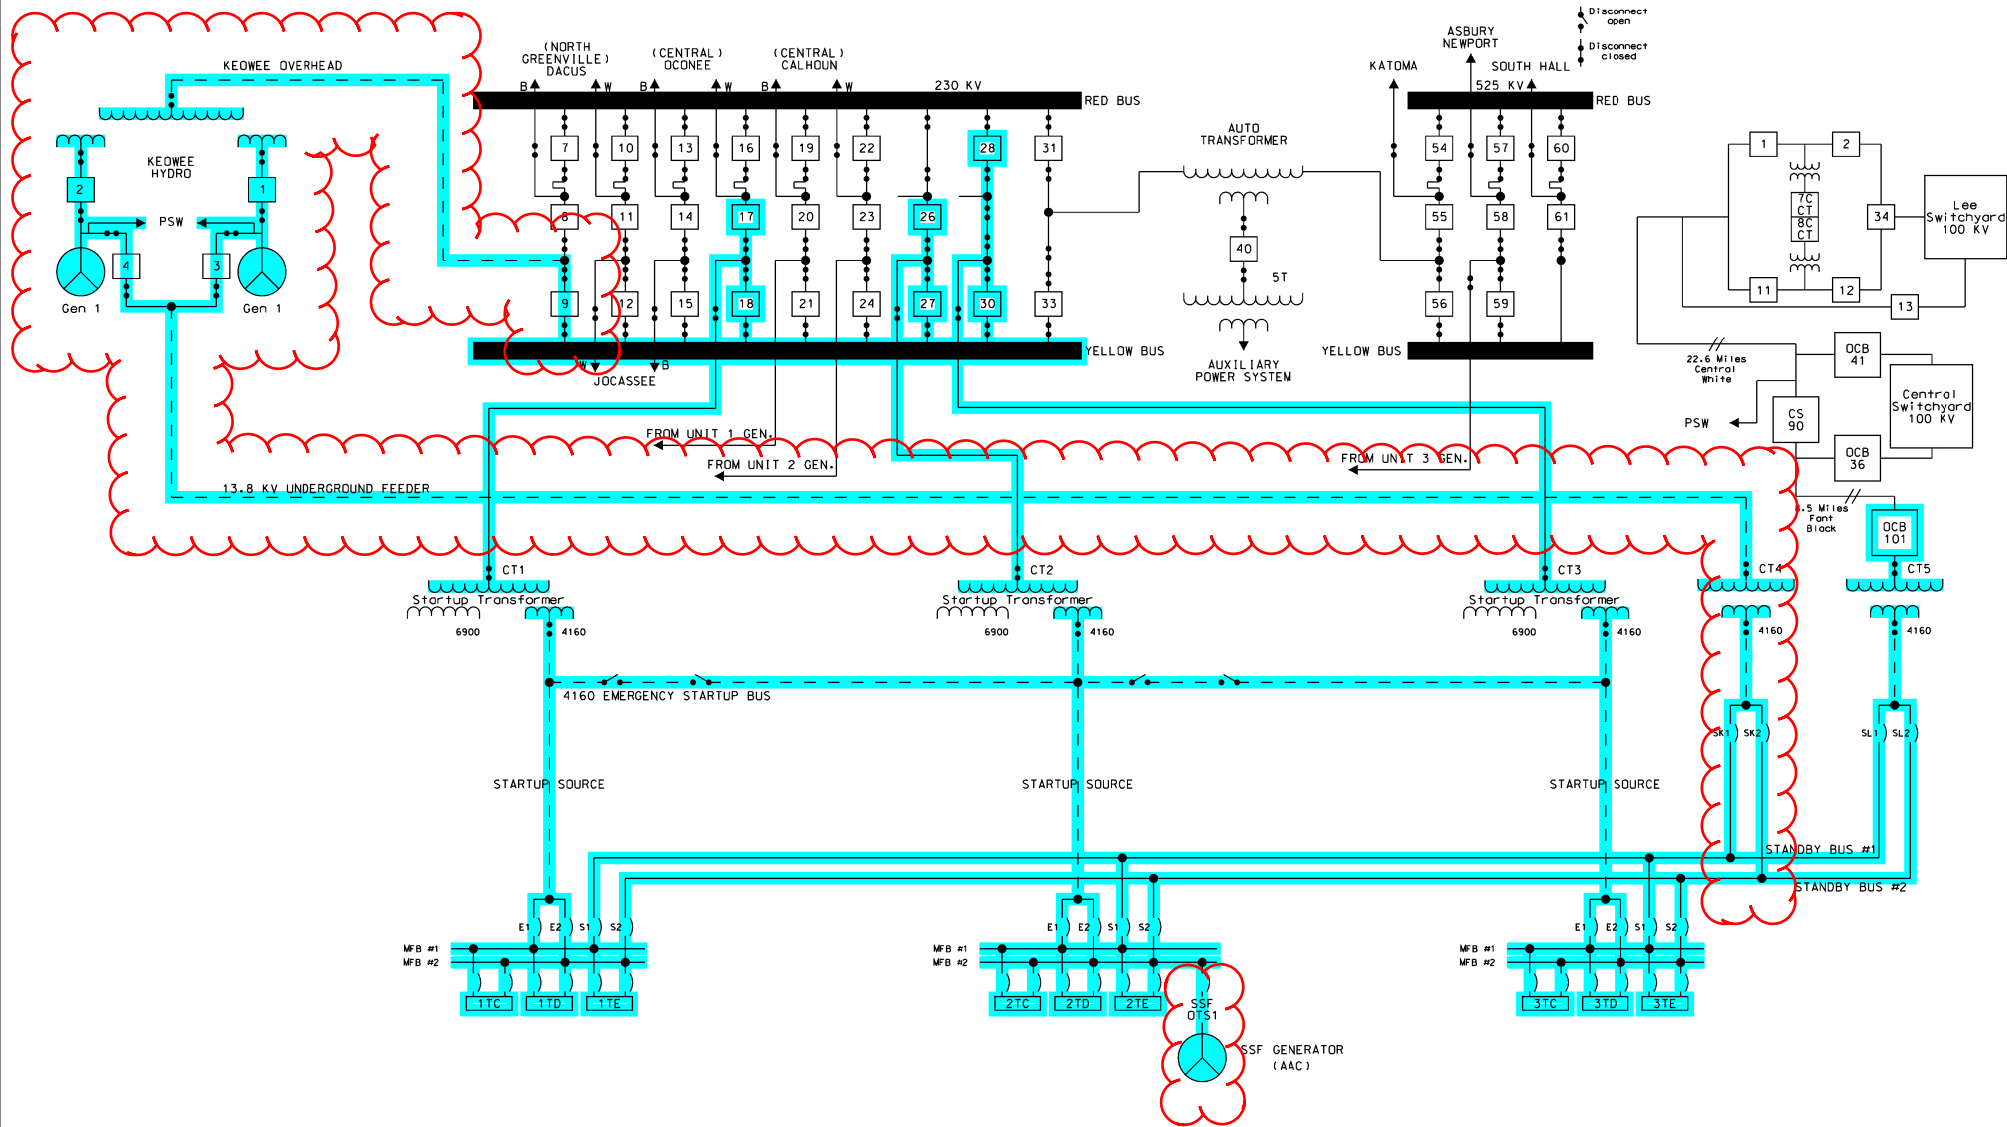 Disconnect
open
Disconnect
closed
KEOWEE OVERHEAD
(NORTH
GREENVILLE)
DACUS
(CENTRAL)
OCONEE
(CENTRAL)
CALHOUN
KATOMA
ASBURY
NEWPORT
SOUTH HALL
B W B W B W
230 KV
RED BUS
525 KV
RED BUS
KEOWEE
HYDRO
2
1
PSW
4
3
Gen 1
Gen 1
7 10 13 16 19 22 28 31
8 11 14 17 20 23 26
9 12 15 18 21 24 27 30 33
AUTO
TRANSFORMER
40
5T
AUXILIARY
POWER SYSTEM
54 57 60
55 58 61
56 59
YELLOW BUS
YELLOW BUS
W B
JOCASSEE
1
2
7C
CT
8C
CT
34
Lee
Switchyard
100 KV
11
12
13
22.6 Miles
Central
White
OCB
41
CS
90
PSW
Central
Switchyard
100 KV
OCB
36
FROM UNIT 1 GEN.
FROM UNIT 2 GEN.
FROM UNIT 3 GEN.
13.8 KV UNDERGROUND FEEDER
.5 Miles
Fant
Black
OCB
101
CT1
Startup Transformer
6900
4160
CT2
Startup Transformer
6900
4160
CT3
Startup Transformer
6900
4160
CT4
4160
CT5
4160
4160 EMERGENCY STARTUP BUS
SK1 SK2
SL1 SL2
STARTUP SOURCE
STARTUP SOURCE
STARTUP SOURCE
STANDBY BUS #1
STANDBY BUS #2
E1 E2 S1 S2
E1 E2 S1 S2
E1 E2 S1 S2
MFB #1
MFB #2
MFB #1
MFB #2
MFB #1
MFB #2
1TC 1TD 1TE
2TC 2TD 2TE
3TC 3TD 3TE
SSF
OTS1
SSF GENERATOR
(AAC)